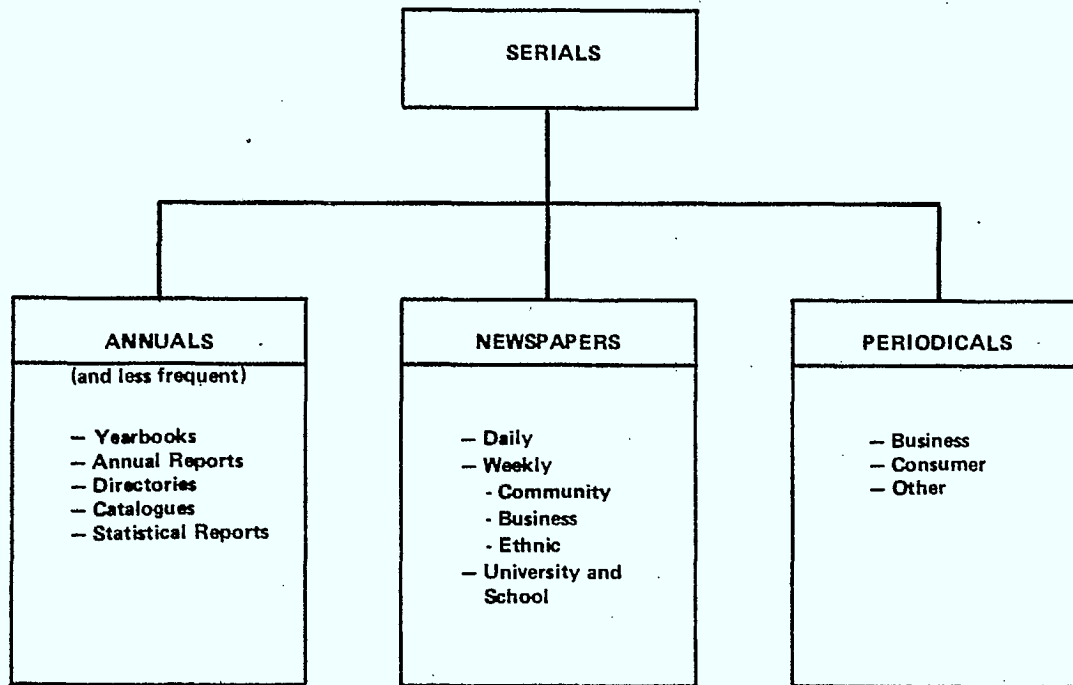 SERIALS
ANNUALS
(and less frequent)
— Yearbooks
— Annual Reports
— Directories
— Catalogues
— Statistical Reports
NEWSPAPERS
— Daily
— Weekly
- Community
- Business
- Ethnic
— University and
School
PERIODICALS
— Business
— Consumer
— Other